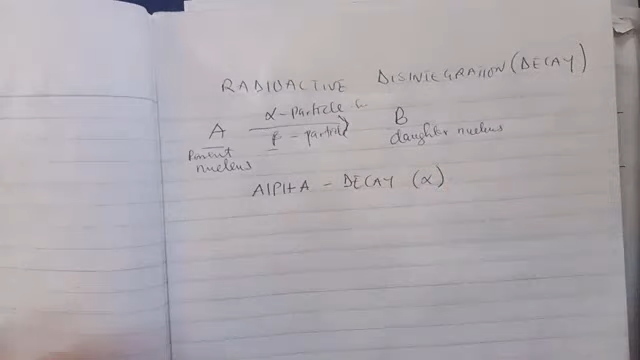 RADIOACTIVE DISINTEGRATION (DECAY)
α - Particle
A B
β - particle
Parent daughter nucleus
nucleus
AlPHA - DECAY (α)